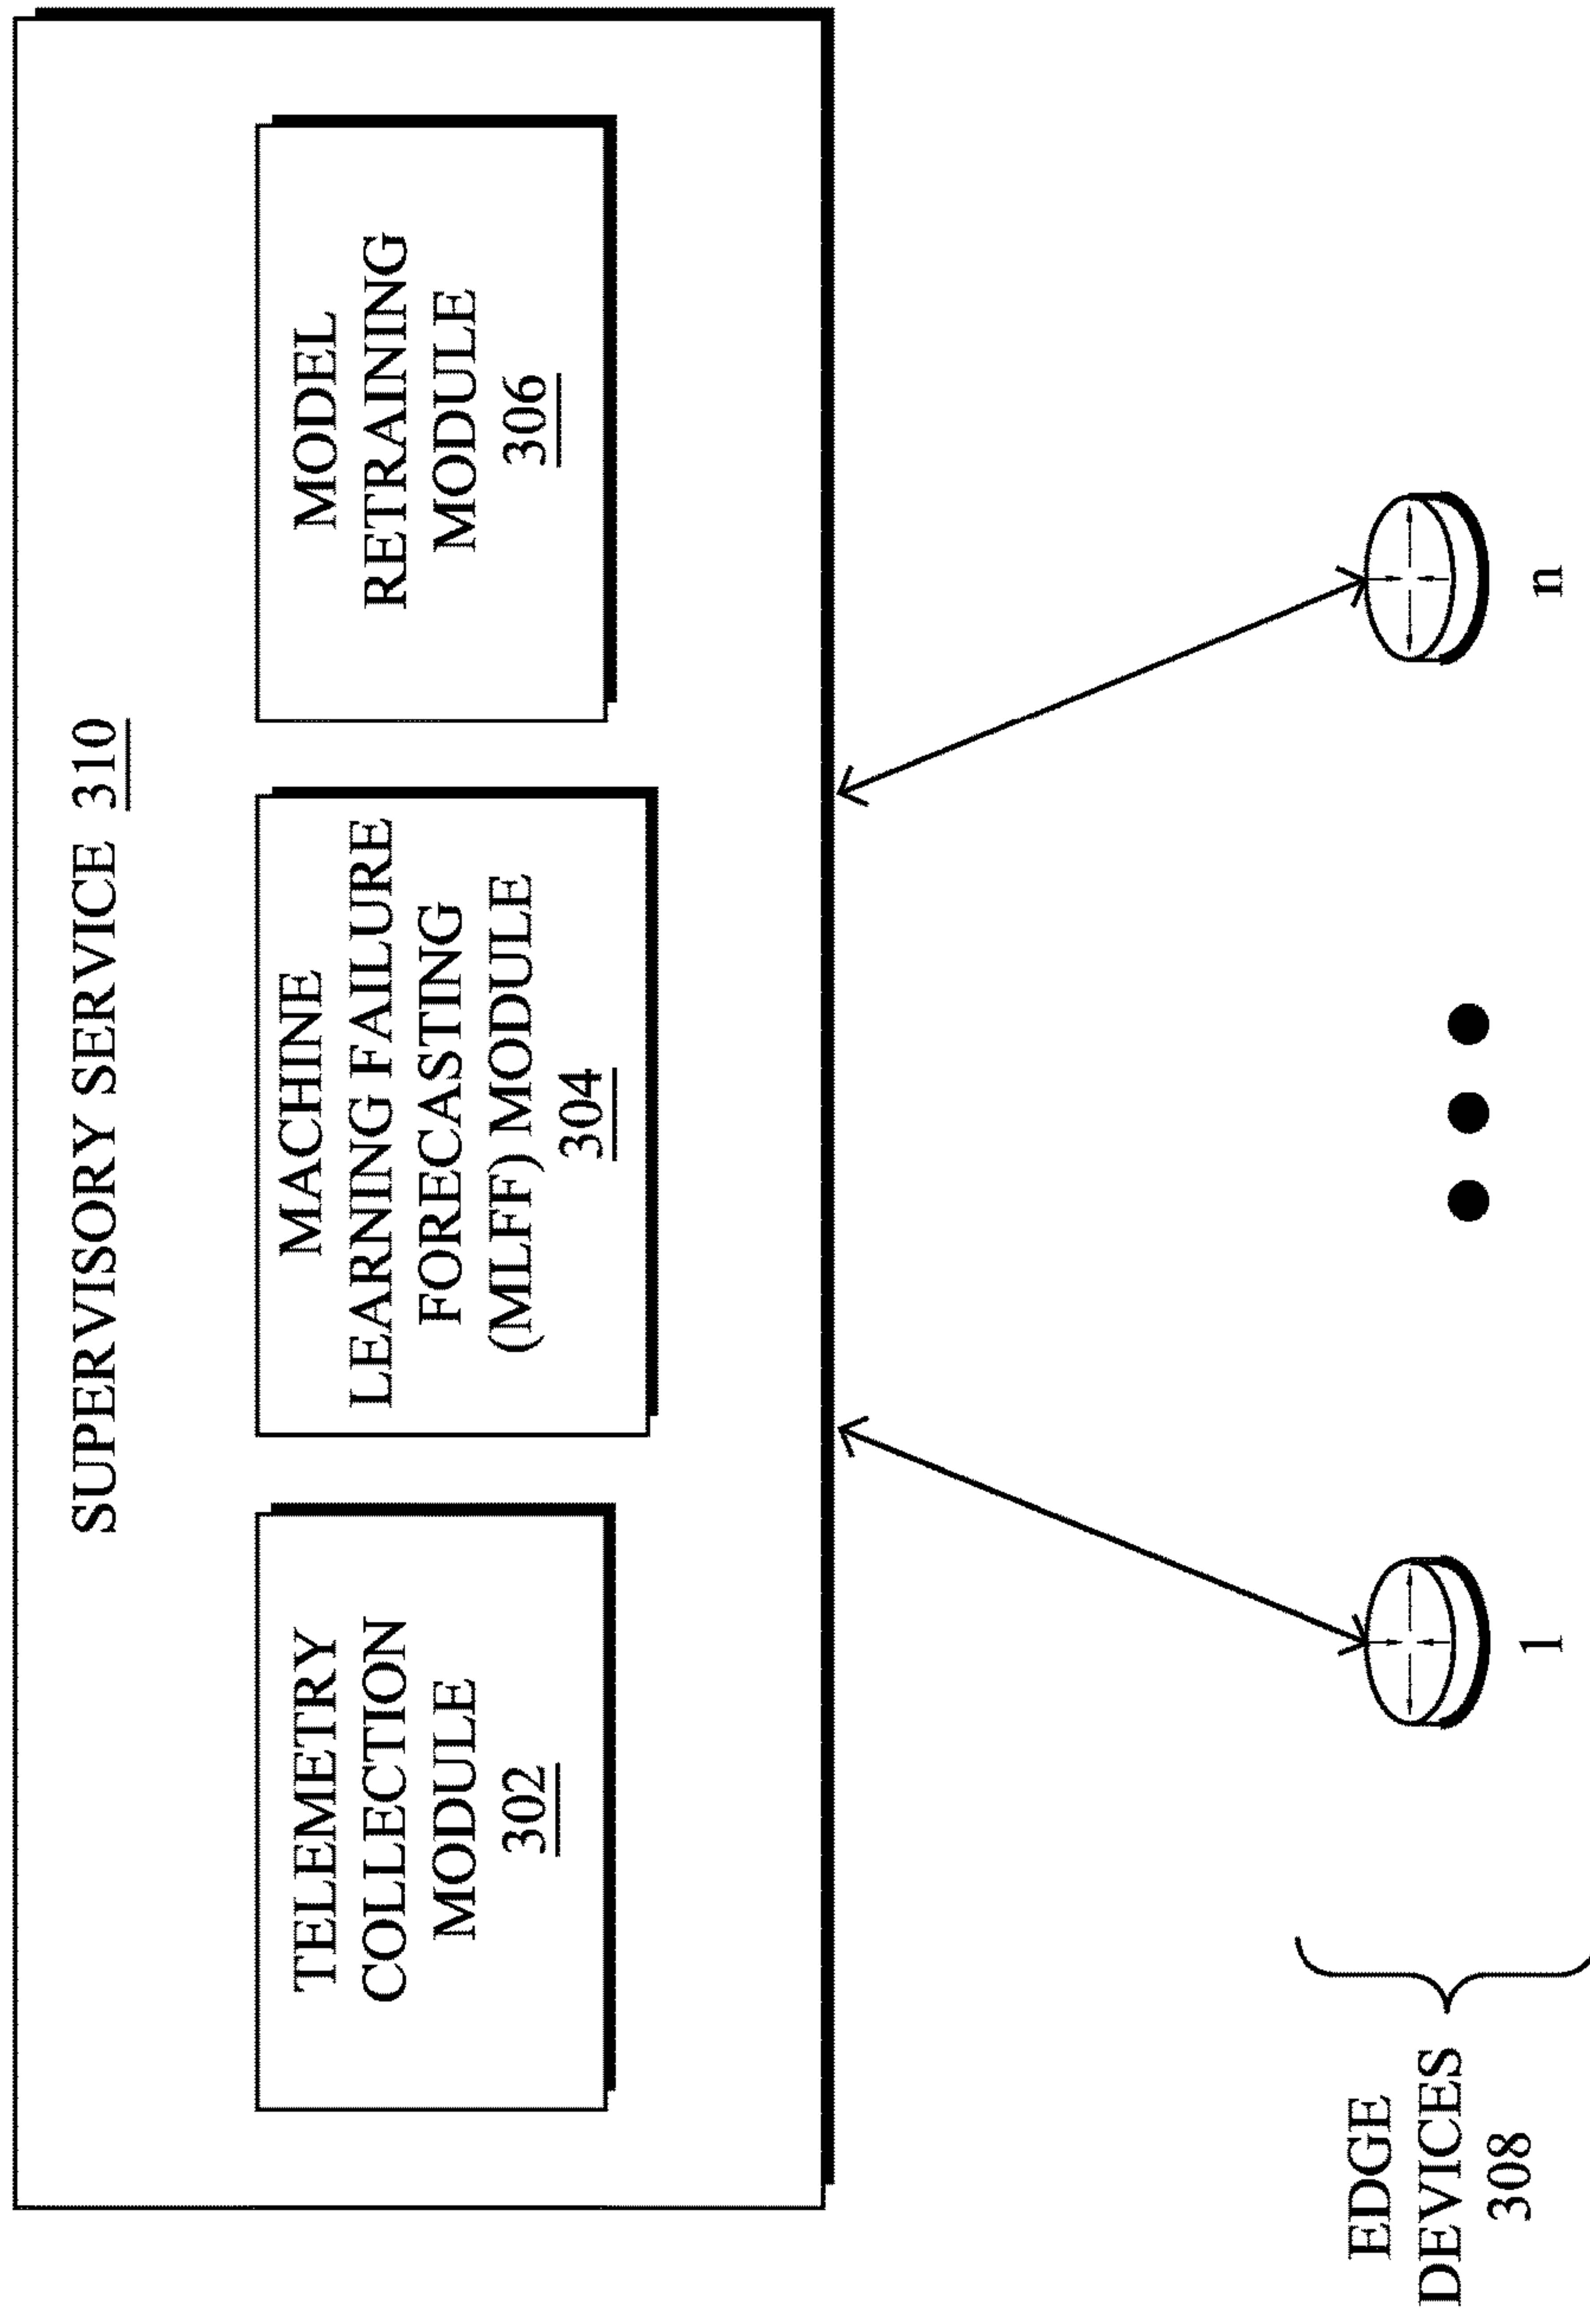 SUPERVISORY SERVICE 310
TELEMETRY
COLLECTION
MODULE
302
MACHINE
LEARNING FAILURE
FORECASTING
(MLFF) MODULE
304
MODEL
RETRAINING
MODULE
306
EDGE
DEVICES
308
1
n